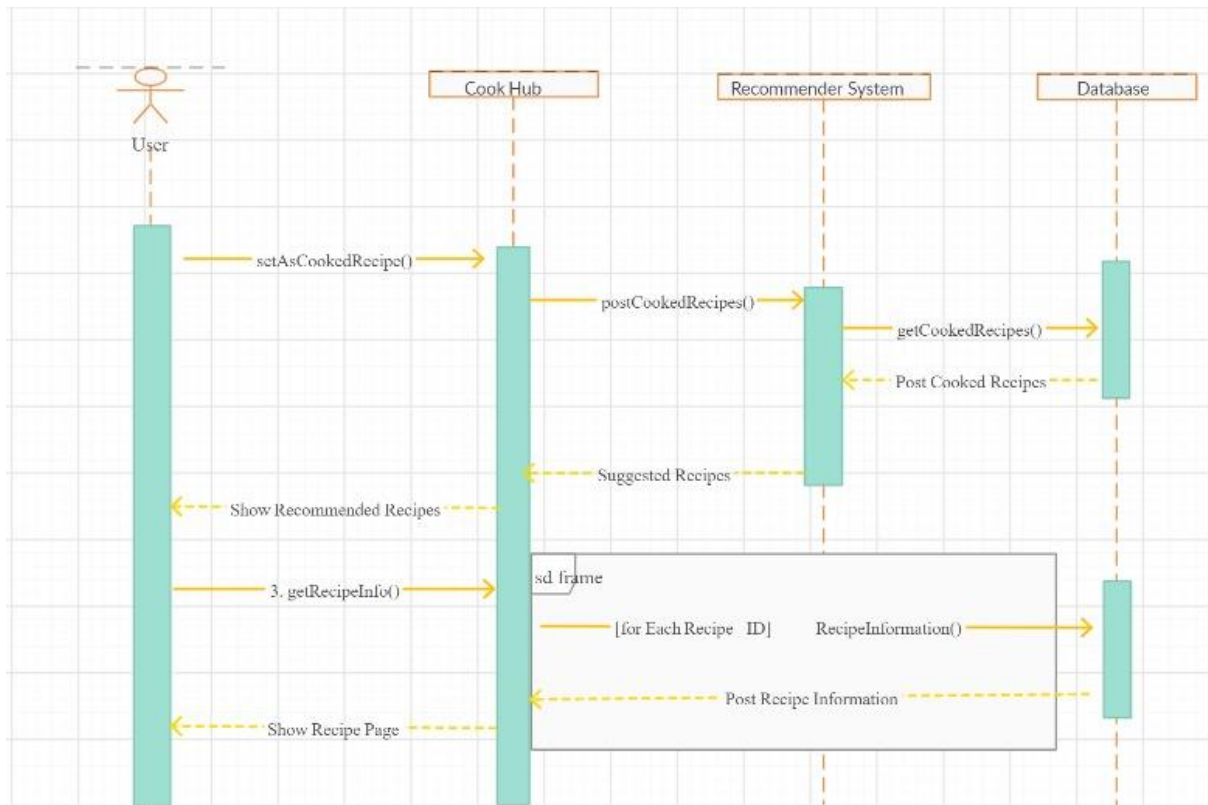 Cook Hub
Recommender System
Database
User
setAsCookedRecipe()
postCookedRecipes()
getCookedRecipes()
Post Cooked Recipes
Suggested Recipes
Show Recommended Recipes
sd frame
3. getRecipeInfo()
[for Each Recipe ID] RecipeInformation()
Post Recipe Information
Show Recipe Page